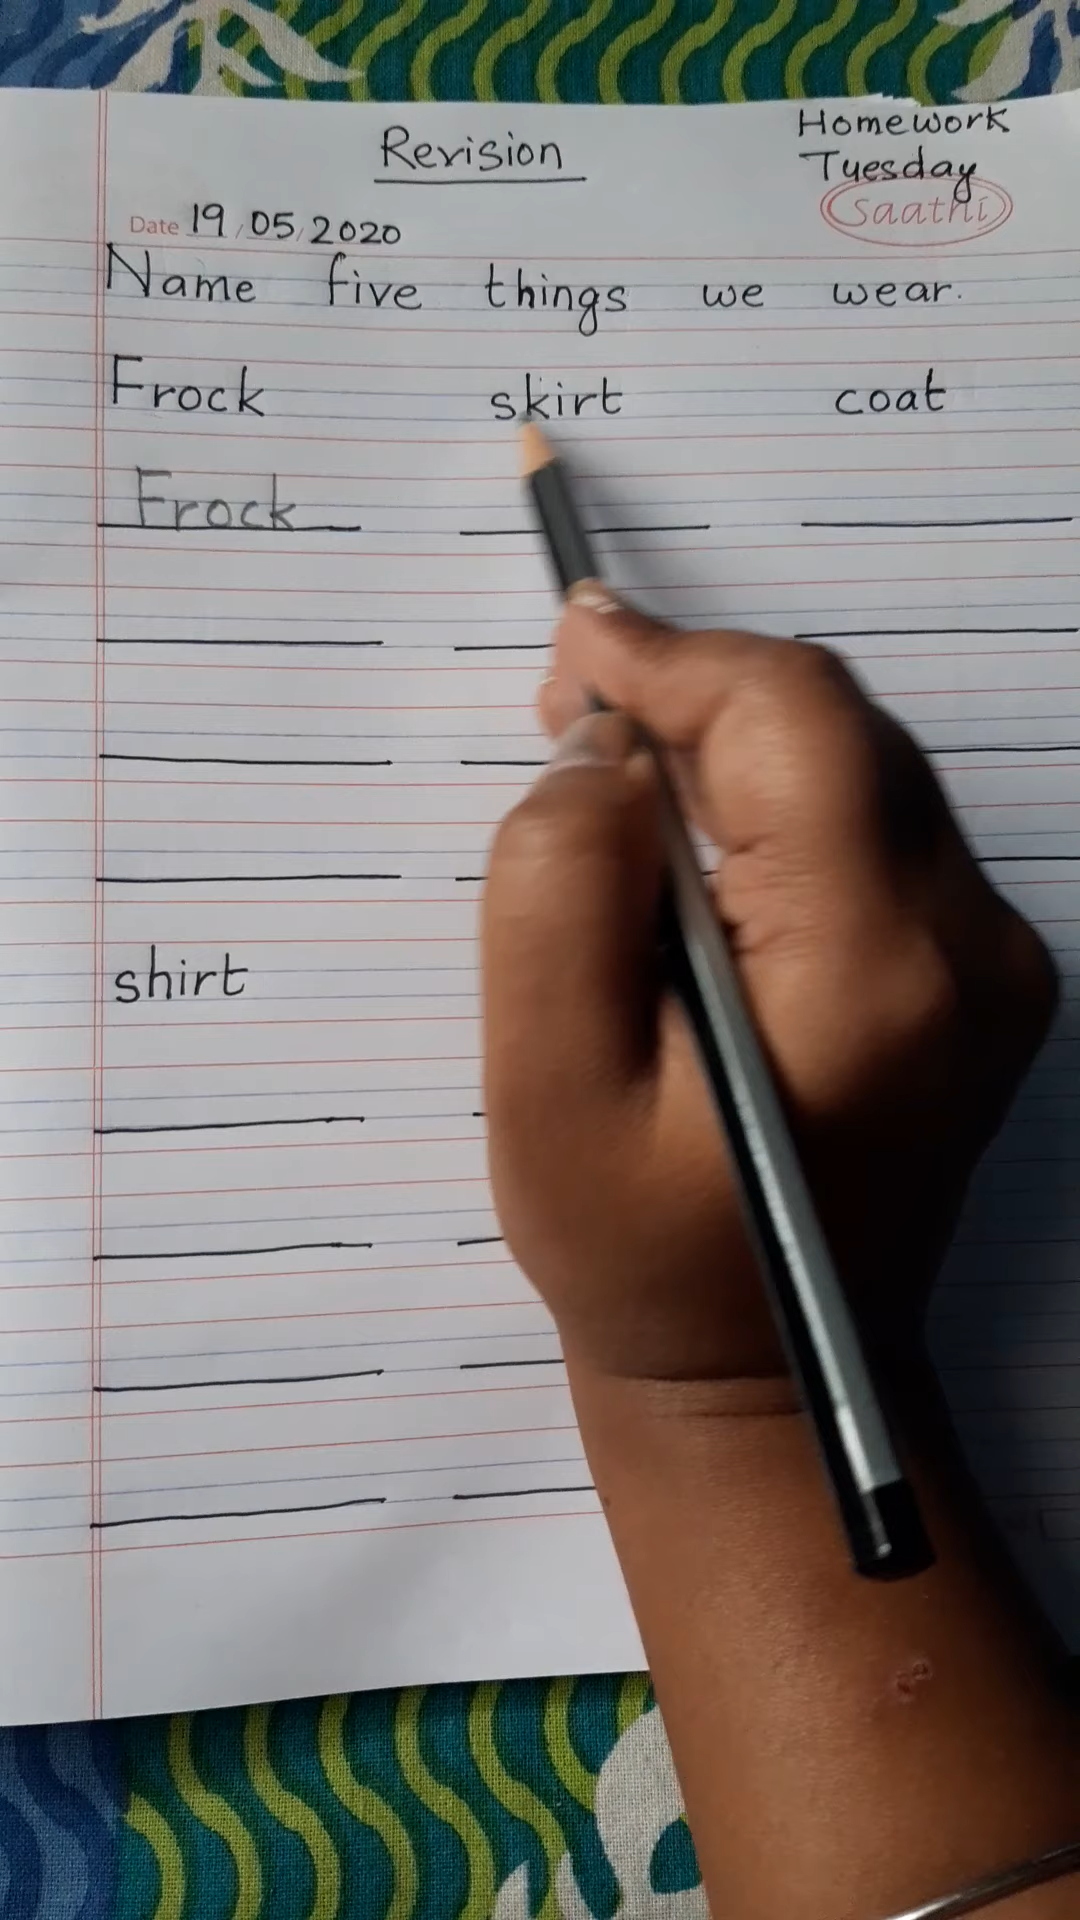 Homework
Revision
Tuesday
saathi
Date 19/05/2020
Name five things we wear.
Frock skirt coat
Frock
shirt